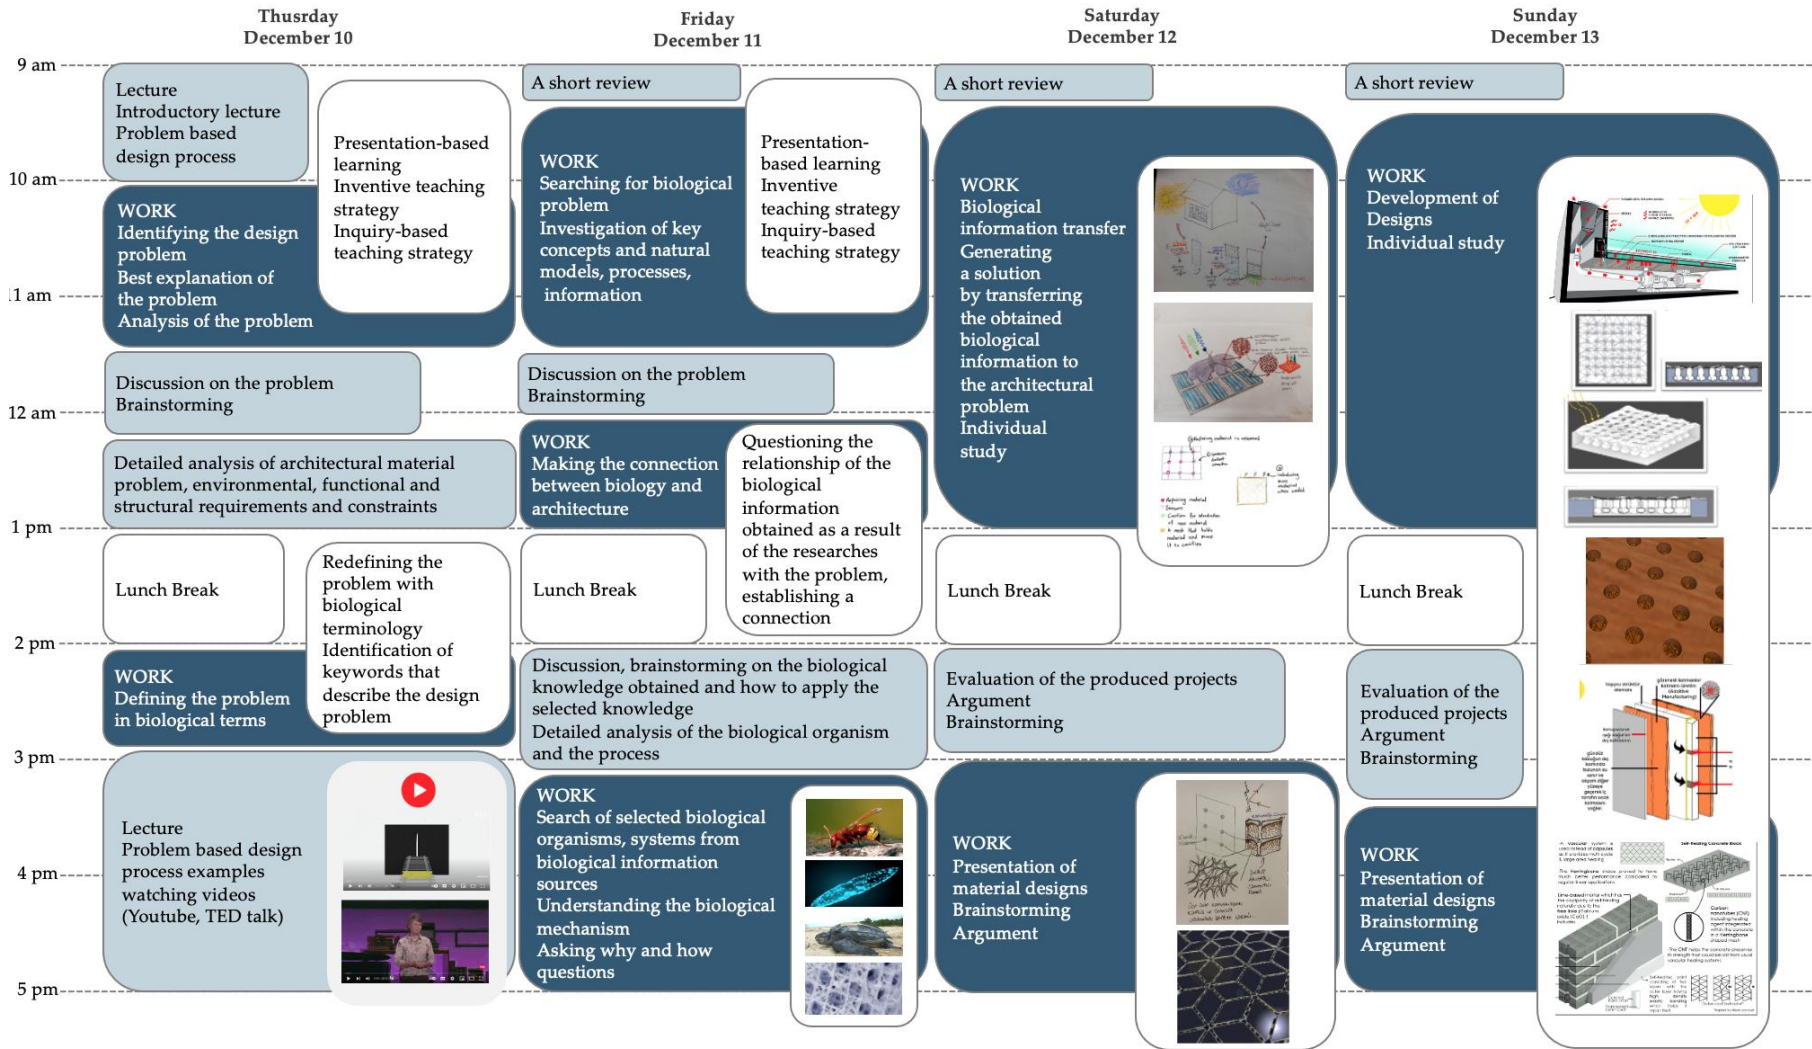 Thusrday
December 10
Friday
December 11
Saturday
December 12
Sunday
December 13
9 am
10 am
11 am
12 am
1 pm
2 pm
3 pm
4 pm
5 pm
Lecture
Introductory lecture
Problem based
design process
Presentation-based
learning
Inventive teaching
strategy
Inquiry-based
teaching strategy
WORK
Identifying the design
problem
Best explanation of
the problem
Analysis of the problem
Discussion on the problem
Brainstorming
Detailed analysis of architectural material
problem, environmental, functional and
structural requirements and constraints
Lunch Break
Redefining the
problem with
biological
terminology
Identification of
keywords that
describe the design
problem
WORK
Defining the problem
in biological terms
Lecture
Problem based design
process examples
watching videos
(Youtube, TED talk)
A short review
WORK
Searching for biological
problem
Investigation of key
concepts and natural
models, processes,
information
Presentation-
based learning
Inventive
teaching strategy
Inquiry-based
teaching strategy
Discussion on the problem
Brainstorming
WORK
Making the connection
between biology and
architecture
Questioning the
relationship of the
biological
information
obtained as a result
of the researches
with the problem,
establishing a
connection
Lunch Break
Discussion, brainstorming on the biological
knowledge obtained and how to apply the
selected knowledge
Detailed analysis of the biological organism
and the process
WORK
Search of selected biological
organisms, systems from
biological information
sources
Understanding the biological
mechanism
Asking why and how
questions
A short review
WORK
Biological
information transfer
Generating
a solution
by transferring
the obtained
biological
information to
the architectural
problem
Individual
study
Lunch Break
Evaluation of the produced projects
Argument
Brainstorming
WORK
Presentation of
material designs
Brainstorming
Argument
A short review
WORK
Development of
Designs
Individual study
Lunch Break
Evaluation of the
produced projects
Argument
Brainstorming
WORK
Presentation of
material designs
Brainstorming
Argument
Self-Healing Concrete Block